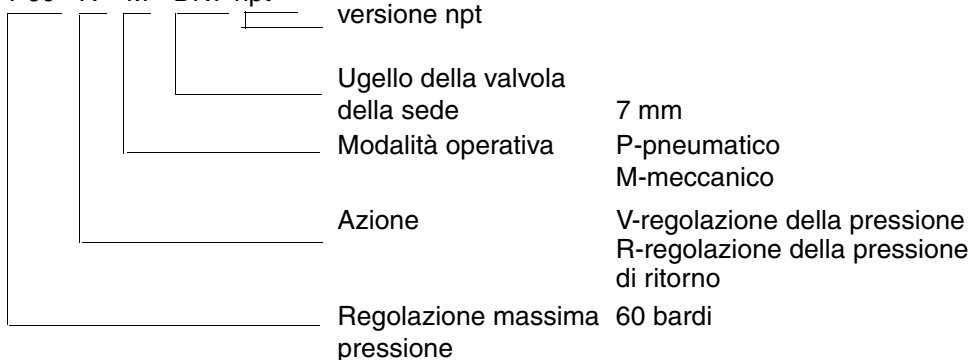 versione npt
Ugello della valvola
della sede 7 mm
Modalità operativa P-pneumatico
M-meccanico
Azione V-regolazione della pressione
R-regolazione della pressione
di ritorno
Regolazione massima 60 bardi
pressione